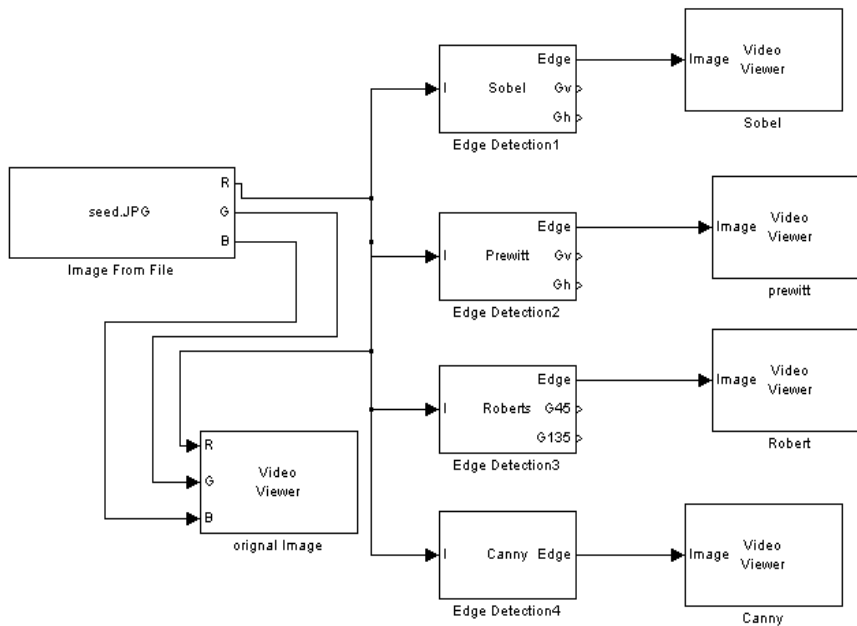 seed.JPG
R
G
B
Image From File
R
G
B
Video
Viewer
orignal Image
I
Sobel
Edge
Gv
Gh
Edge Detection1
Image
Video
Viewer
Sobel
I
Prewitt
Edge
Gv
Gh
Edge Detection2
Image
Video
Viewer
prewitt
I
Roberts
Edge
G45
G135
Edge Detection3
Image
Video
Viewer
Robert
I
Canny
Edge
Edge Detection4
Image
Video
Viewer
Canny